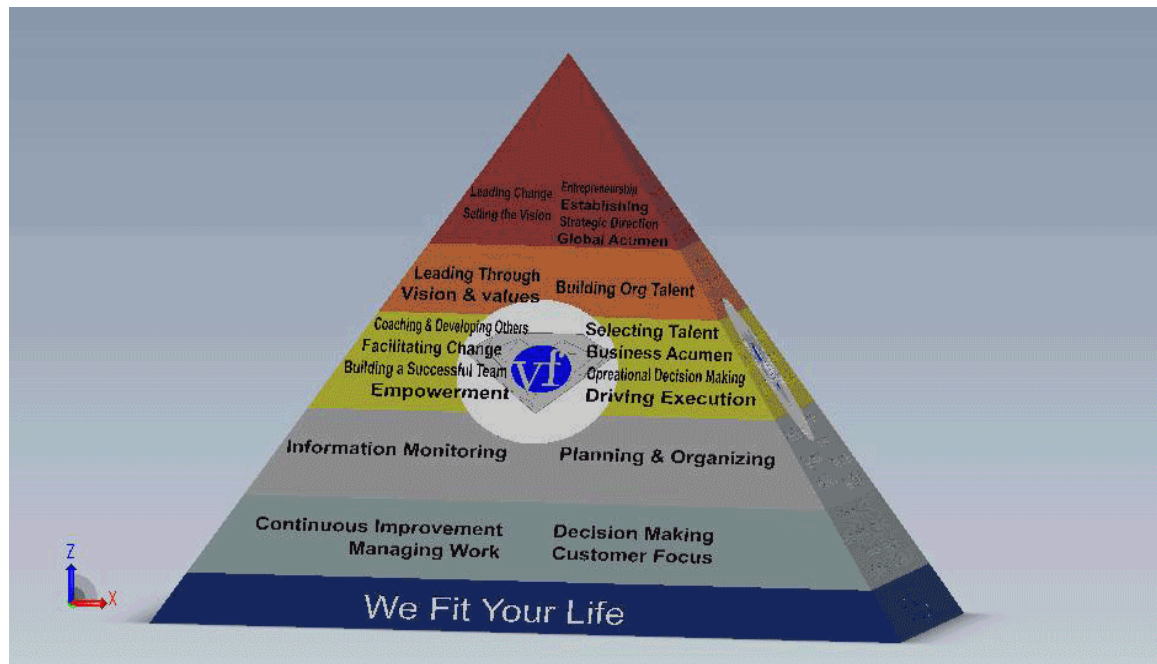 Leading Change
Setting the Vision
Entrepreneurship
Establishing
Strategic Direction
Global Acumen
Leading Through
Vision & values
Building Org Talent
Coaching & Developing Others
Facilitating Change
Building a Successful Team
Empowerment
vf
Selecting Talent
Business Acumen
Opreational Decision Making
Driving Execution
Information Monitoring
Planning & Organizing
Continuous Improvement
Managing Work
Decision Making
Customer Focus
We Fit Your Life
Z
X